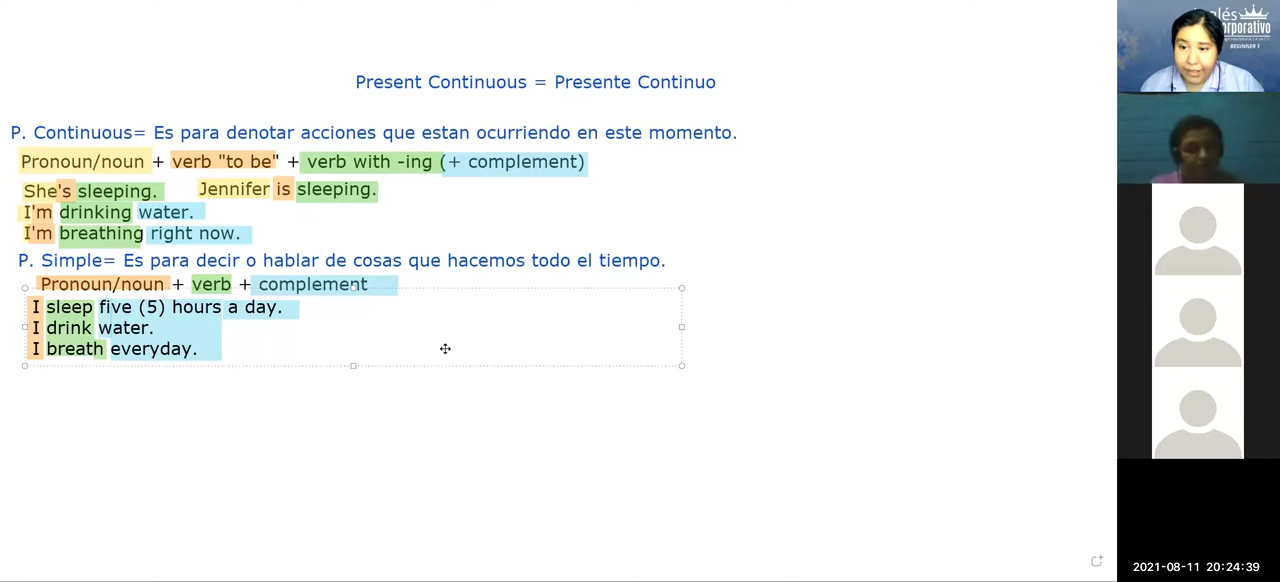 Present Continuous = Presente Continuo
P. Continuous= Es para denotar acciones que estan ocurriendo en este momento.
Pronoun/noun + verb "to be" + verb with -ing (+ complement)
She's sleeping. Jennifer is sleeping.
I'm drinking water.
I'm breathing right now.
P. Simple= Es para decir o hablar de cosas que hacemos todo el tiempo.
Pronoun/noun + verb + complement
I sleep five (5) hours a day.
I drink water.
I breath everyday.
BEGINNER 1
2021-08-11 20:24:39